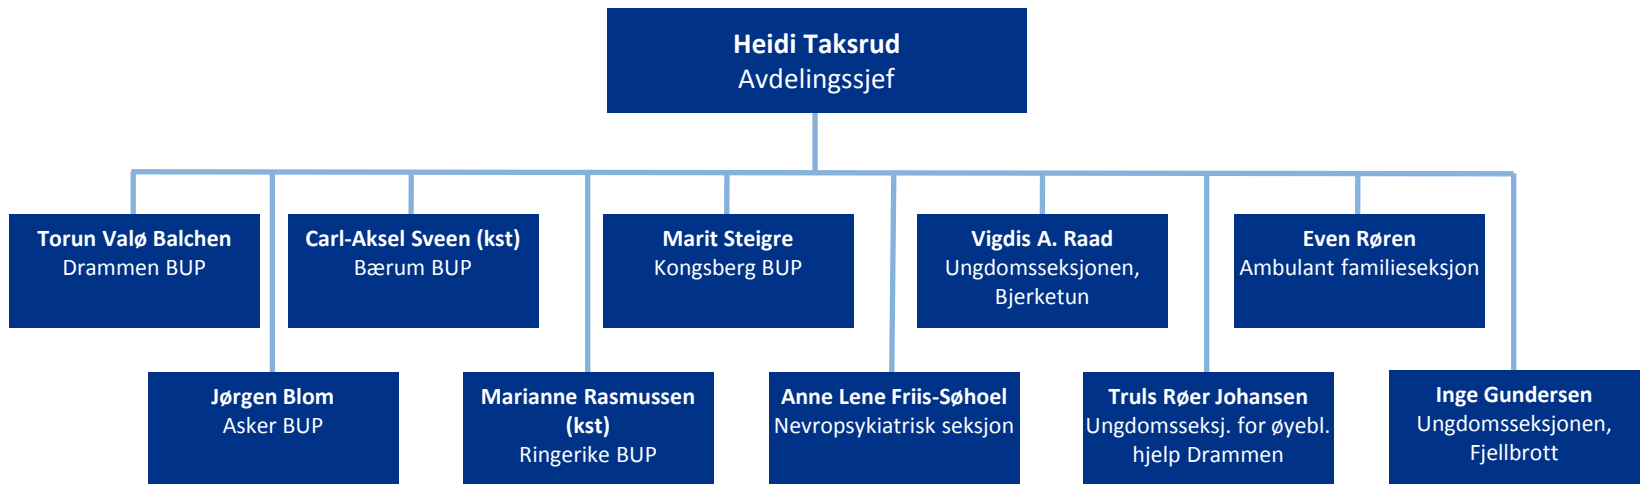 Heidi Taksrud
Avdelingssjef
Torun Valø Balchen
Drammen BUP
Carl-Aksel Sveen (kst)
Bærum BUP
Marit Steigre
Kongsberg BUP
Vigdis A. Raad
Ungdomsseksjonen,
Bjerketun
Even Røren
Ambulant familieseksjon
Jørgen Blom
Asker BUP
Marianne Rasmussen
(kst)
Ringerike BUP
Anne Lene Friis-Søhoel
Nevropsykiatrisk seksjon
Truls Røer Johansen
Ungdomsseksj. for øyebl.
hjelp Drammen
Inge Gundersen
Ungdomsseksjonen,
Fjellbrott